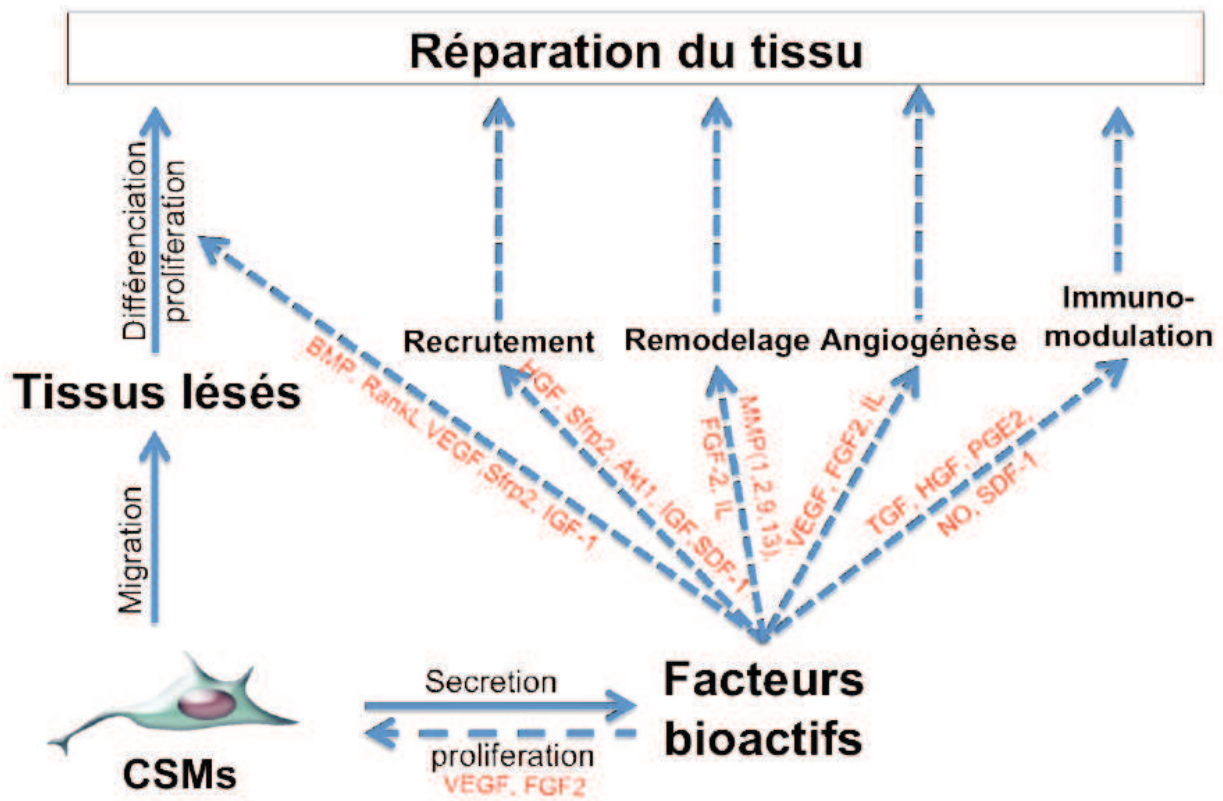 Réparation du tissu
Différenciation
proliferation
Recrutement
Remodelage
Angiogénèse
Immuno-
modulation
Tissus lésés
BMP, RankL, VEGF, Sfrp2, IGF-1
HGF, Sfrp2, Akt1, IGF, SDF-1
MMP(1,2,9,13),
FGF-2, IL
VEGF, FGF2, IL
TGF, HGF, PGE2,
NO, SDF-1
Migration
Secretion
proliferation
VEGF, FGF2
Facteurs
bioactifs
CSMs